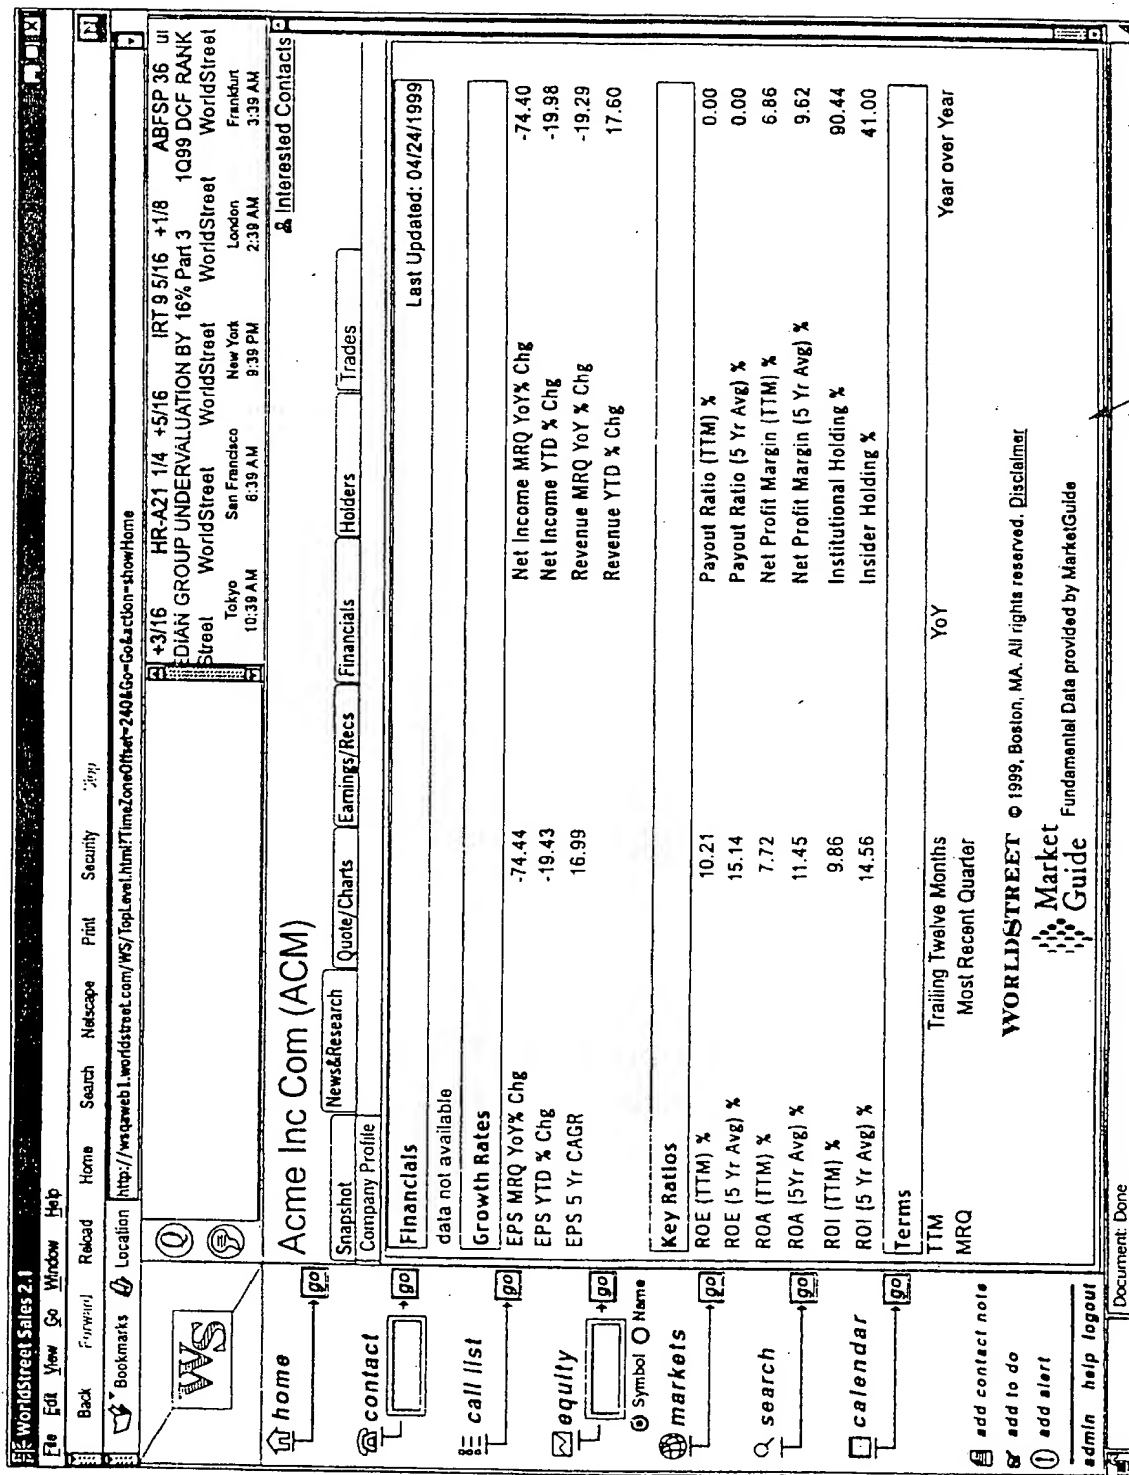 WorldStreet Sales 2.1
File Edit View Go Window Help
Back Forward Reload Home Search Netscape Print Security Stop
Bookmarks Location http://wsqaweb1.worldstreet.com/WS/TopLevel.html?TimeZoneOffset=240&Go=Go&action=showHome
+3/16 HR-A21 1/4 +5/16 IRT 9 5/16 +1/8 ABFSP 36 ui
EDIAN GROUP UNDERVALUATION BY 16% Part 3 1Q99 DCF RANK
Street WorldStreet WorldStreet WorldStreet WorldStreet
Tokyo San Francisco New York London Frankfurt
10:39 AM 6:39 AM 9:39 PM 2:39 AM 3:39 AM
WS
home go
contact go
call list go
equity go
Symbol Name
markets go
search go
calendar go
add contact note
add to do
add alert
admin help logout
Acme Inc Com (ACM)
Interested Contacts
Snapshot News&Research Quote/Charts Earnings/Recs Financials Holders Trades
Company Profile
Financials Last Updated: 04/24/1999
data not available
Growth Rates
EPS MRQ YoY% Chg -74.44 Net Income MRQ YoY% Chg -74.40
EPS YTD % Chg -19.43 Net Income YTD % Chg -19.98
EPS 5 Yr CAGR 16.99 Revenue MRQ YoY % Chg -19.29
Revenue YTD % Chg 17.60
Key Ratios
ROE (TTM) % 10.21 Payout Ratio (TTM) % 0.00
ROE (5 Yr Avg) % 15.14 Payout Ratio (5 Yr Avg) % 0.00
ROA (TTM) % 7.72 Net Profit Margin (TTM) % 6.86
ROA (5Yr Avg) % 11.45 Net Profit Margin (5 Yr Avg) % 9.62
ROI (TTM) % 9.86 Institutional Holding % 90.44
ROI (5 Yr Avg) % 14.56 Insider Holding % 41.00
Terms
TTM Trailing Twelve Months YoY Year over Year
MRQ Most Recent Quarter
WORLDSTREET © 1999, Boston, MA. All rights reserved. Disclaimer
Market Guide Fundamental Data provided by MarketGuide
Document: Done